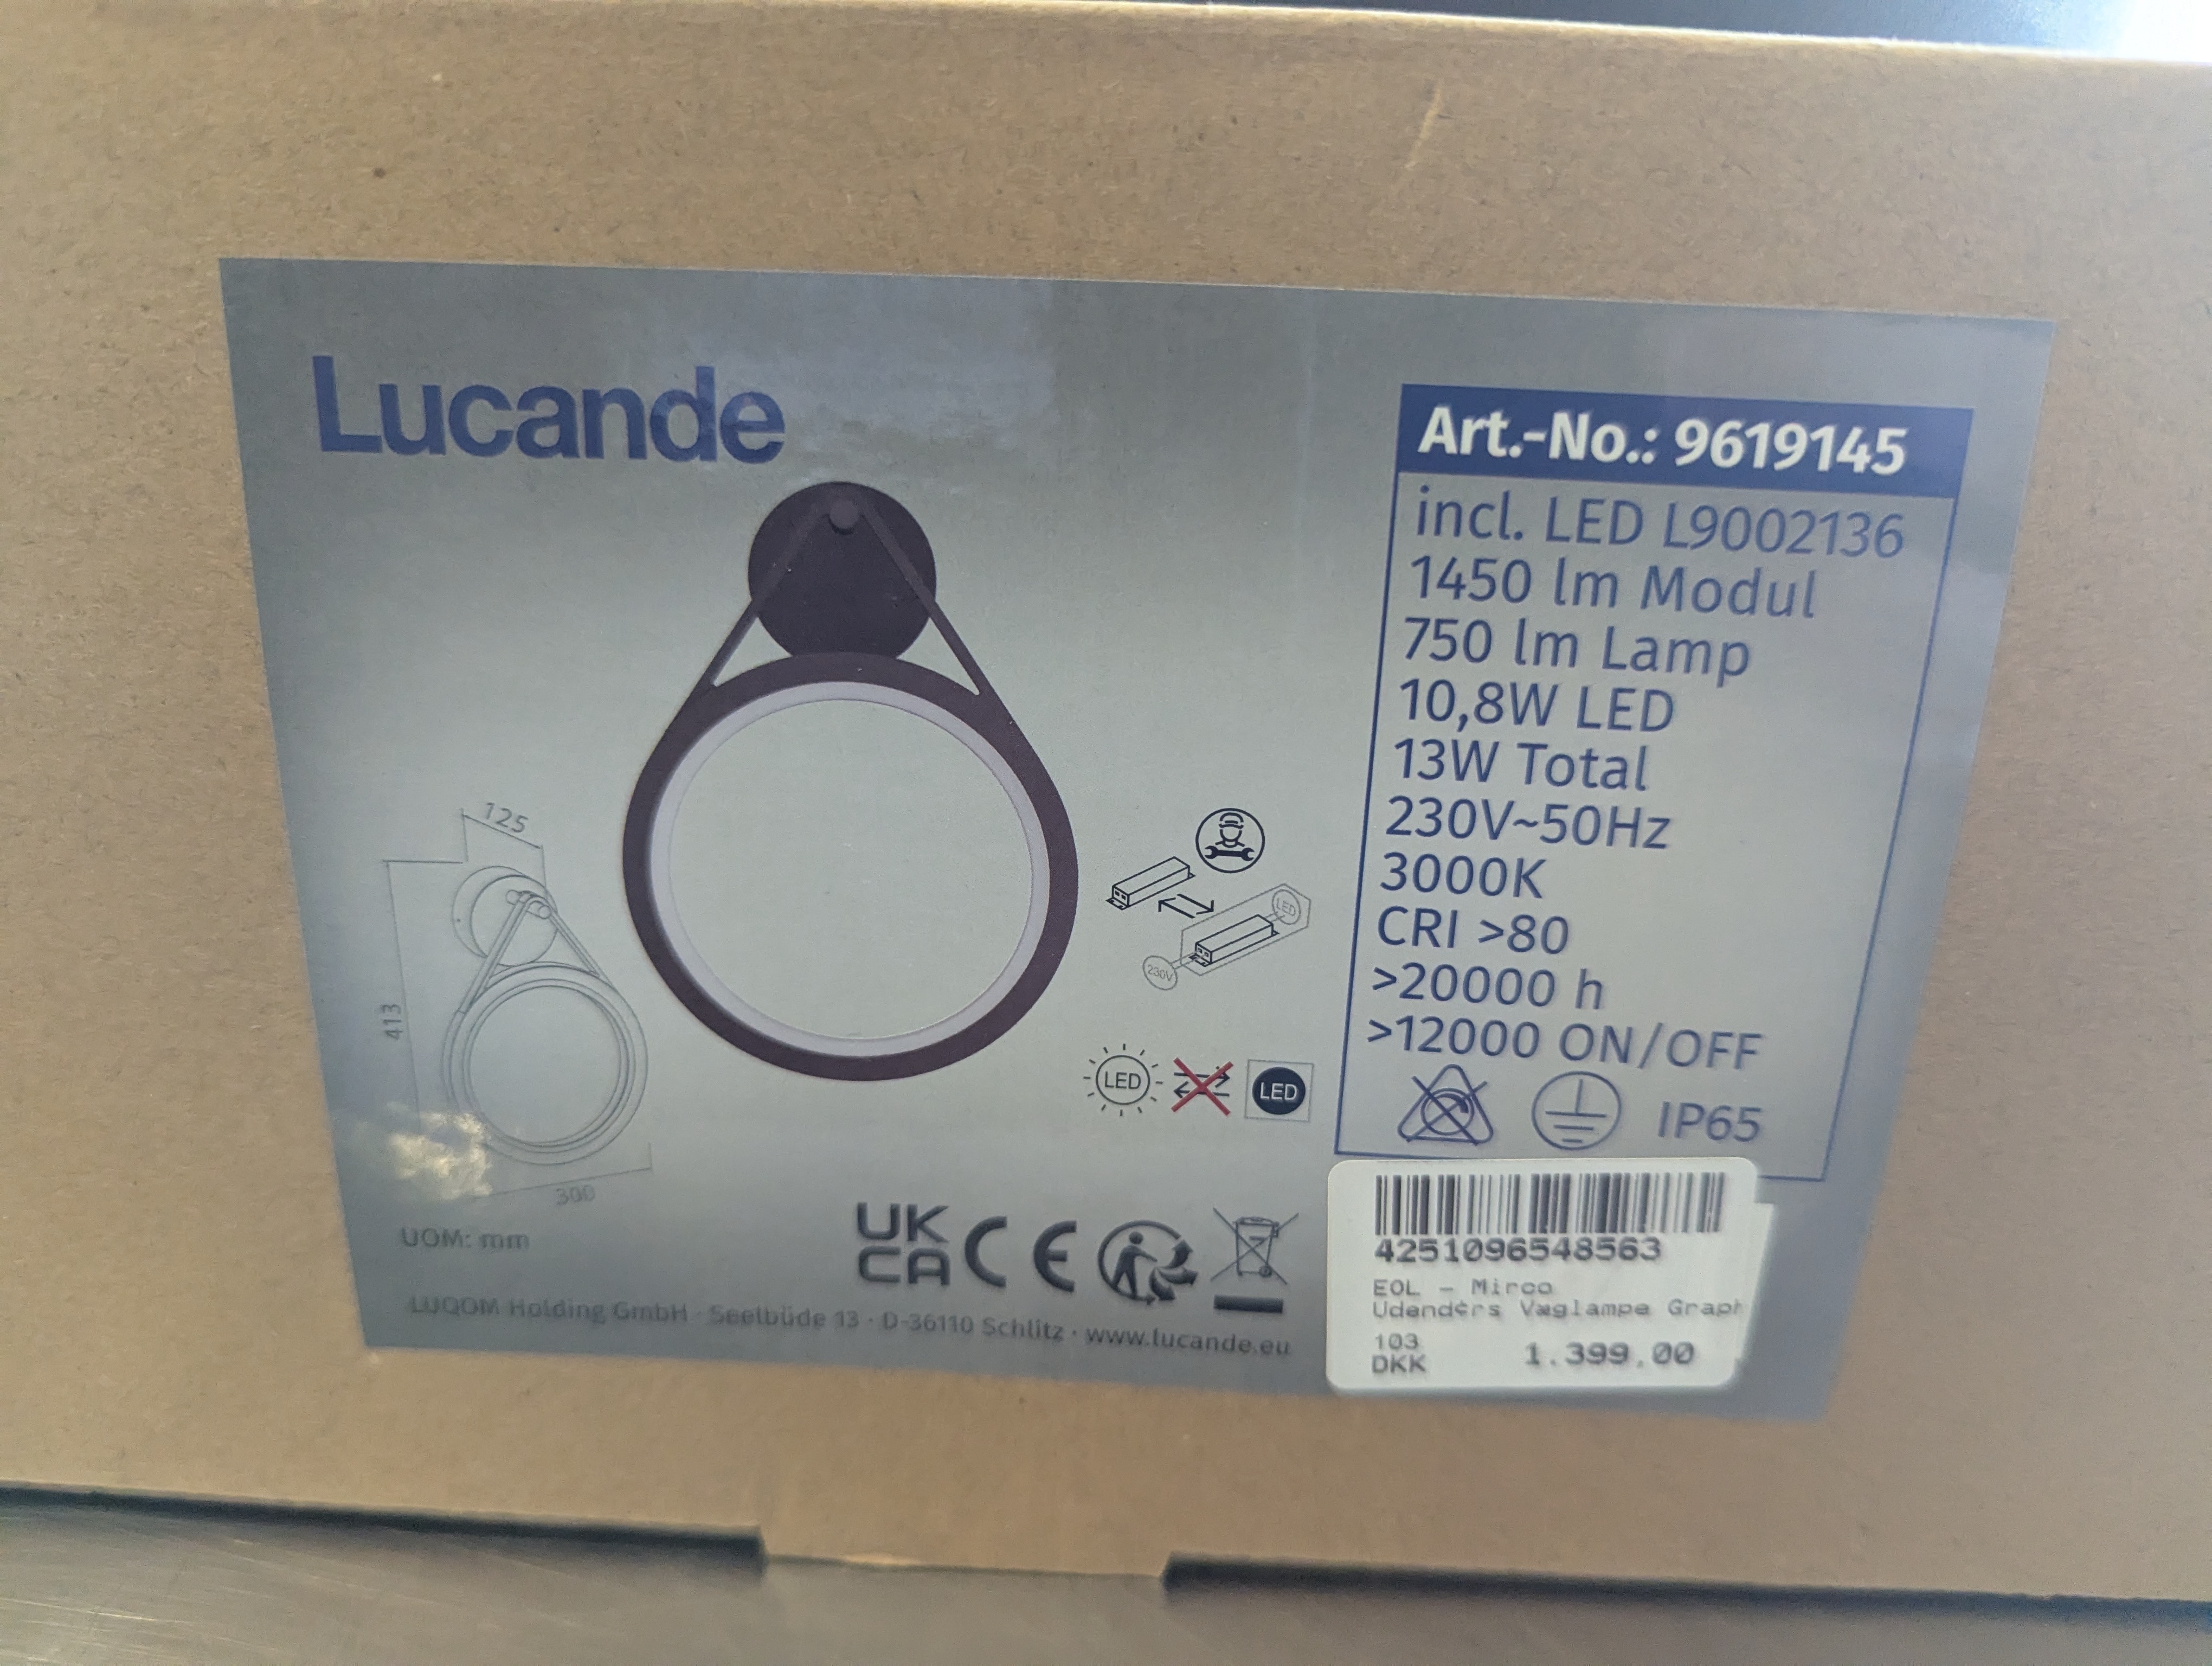 Lucande
Art.-No.: 9619145
incl. LED L9002136
1450 lm Modul
750 lm Lamp
10,8W LED
13W Total
230V~50Hz
3000K
CRI >80
>20000 h
>12000 ON/OFF
IP65
125
413
300
UOM: mm
LED
230V
LED
LED
UK
CA
CE
LUQOM Holding GmbH · Seelbüde 13 · D-36110 Schlitz · www.lucande.eu
4251096548563
EOL - Mirco
Udendørs Væglampe Graph
103
DKK 1.399,00